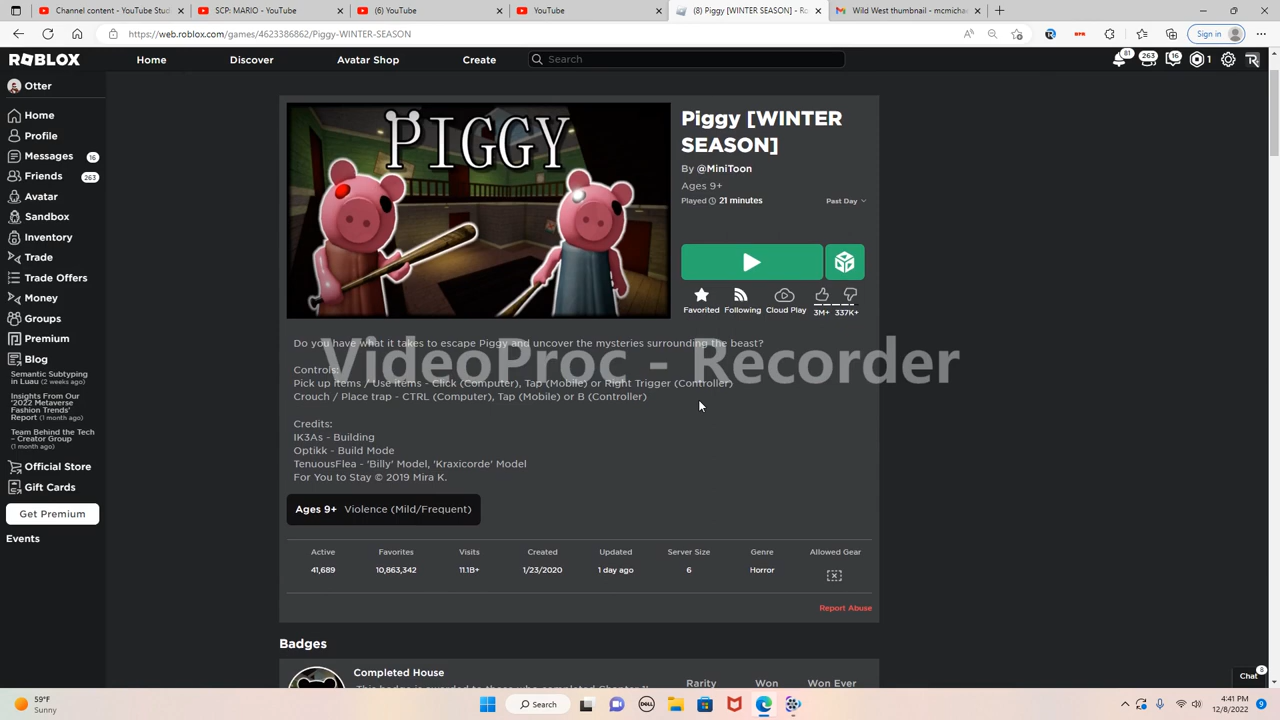 Channel content - YouTube Studi
SCP: MARIO - YouTube
(6) YouTube
YouTube
(8) Piggy [WINTER SEASON] - Ro
Wild West thumbnail - mcmichae
https://web.roblox.com/games/4623386862/Piggy-WINTER-SEASON
Sign in
ROBLOX
Home
Discover
Avatar Shop
Create
Search
81
263
16
1
Otter
Home
Profile
Messages
16
Friends
263
Avatar
Sandbox
Inventory
Trade
Trade Offers
Money
Groups
Premium
Blog
Semantic Subtyping
in Luau (2 weeks ago)
Insights From Our
'2022 Metaverse
Fashion Trends'
Report (1 month ago)
Team Behind the Tech
- Creator Group
(1 month ago)
Official Store
Gift Cards
Get Premium
Events
PIGGY
Piggy [WINTER
SEASON]
By @MiniToon
Ages 9+
Played 21 minutes
Past Day
Favorited
Following
Cloud Play
3M+
337K+
Do you have what it takes to escape Piggy and uncover the mysteries surrounding the beast?
VideoProc - Recorder
Controls:
Pick up items / Use items - Click (Computer), Tap (Mobile) or Right Trigger (Controller)
Crouch / Place trap - CTRL (Computer), Tap (Mobile) or B (Controller)
Credits:
IK3As - Building
Optikk - Build Mode
TenuousFlea - 'Billy' Model, 'Kraxicorde' Model
For You to Stay © 2019 Mira K.
Ages 9+ Violence (Mild/Frequent)
Active
Favorites
Visits
Created
Updated
Server Size
Genre
Allowed Gear
41,689
10,863,342
11.1B+
1/23/2020
1 day ago
6
Horror
Report Abuse
Badges
Completed House
Rarity
Won
Won Ever
Chat
8
59°F
Sunny
Search
DELL
4:41 PM
12/8/2022
9